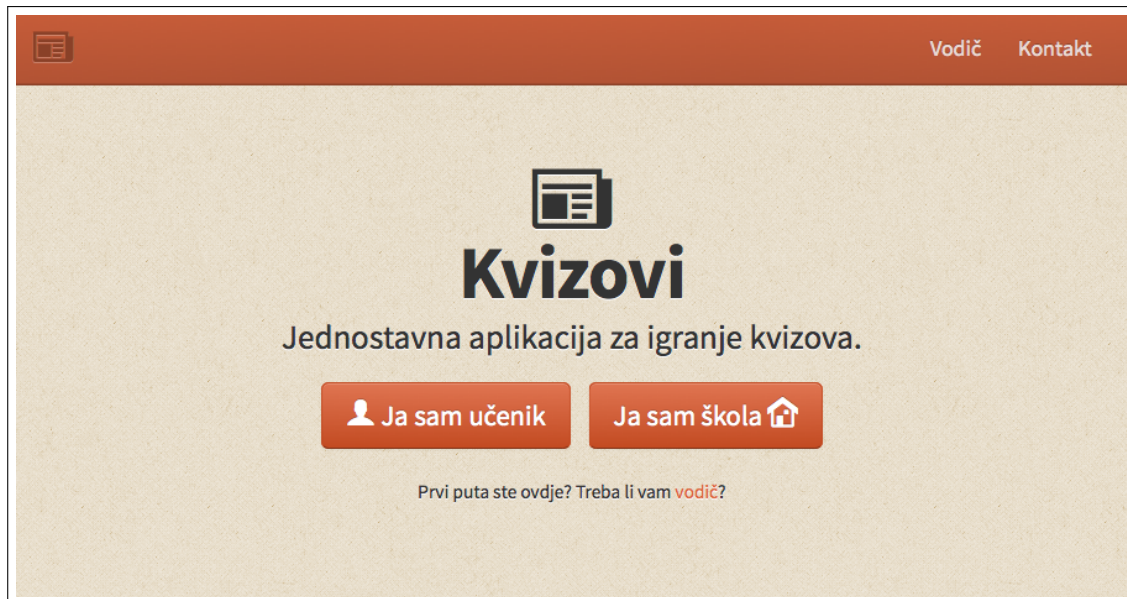 Vodič Kontakt
Kvizovi
Jednostavna aplikacija za igranje kvizova.
Ja sam učenik Ja sam škola
Prvi puta ste ovdje? Treba li vam vodič?